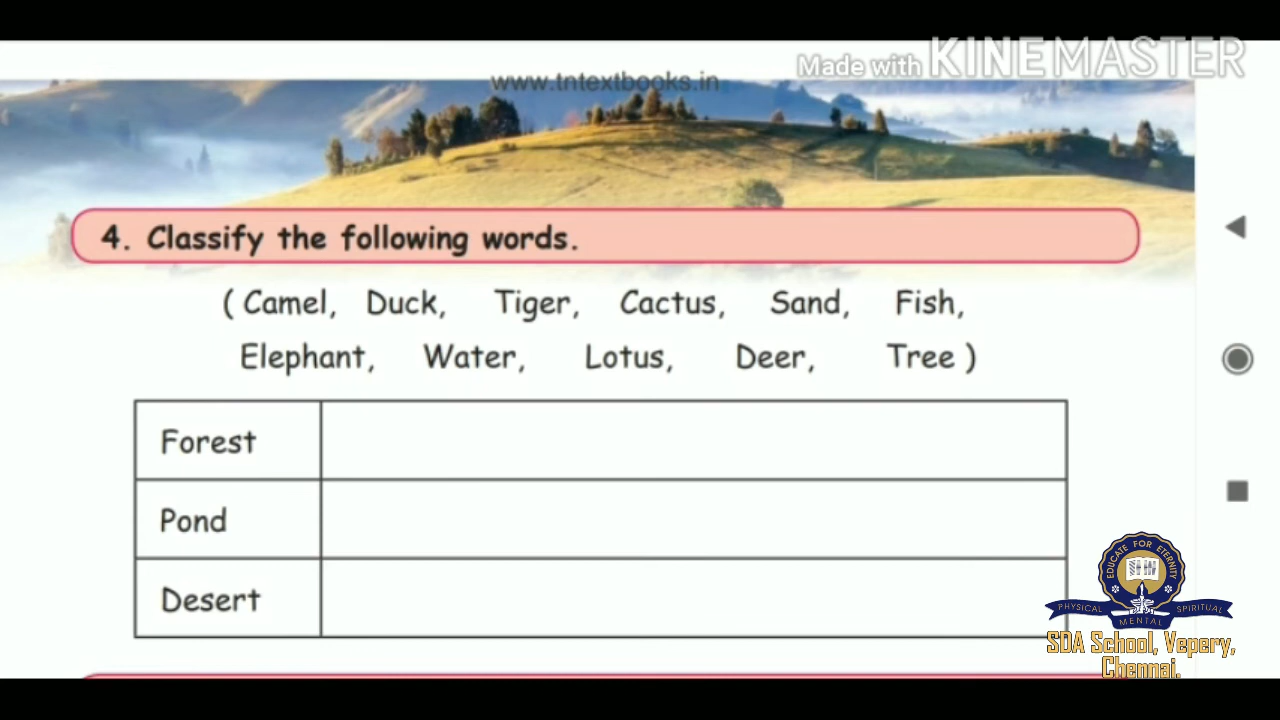 Made with KINEMASTER
www.tntextbooks.in
4. Classify the following words.
( Camel, Duck, Tiger, Cactus, Sand, Fish,
Elephant, Water, Lotus, Deer, Tree )
Forest
Pond
Desert
EDUCATE FOR ETERNITY
PHYSICAL MENTAL SPIRITUAL
SDA School, Vepery,
Chennai.